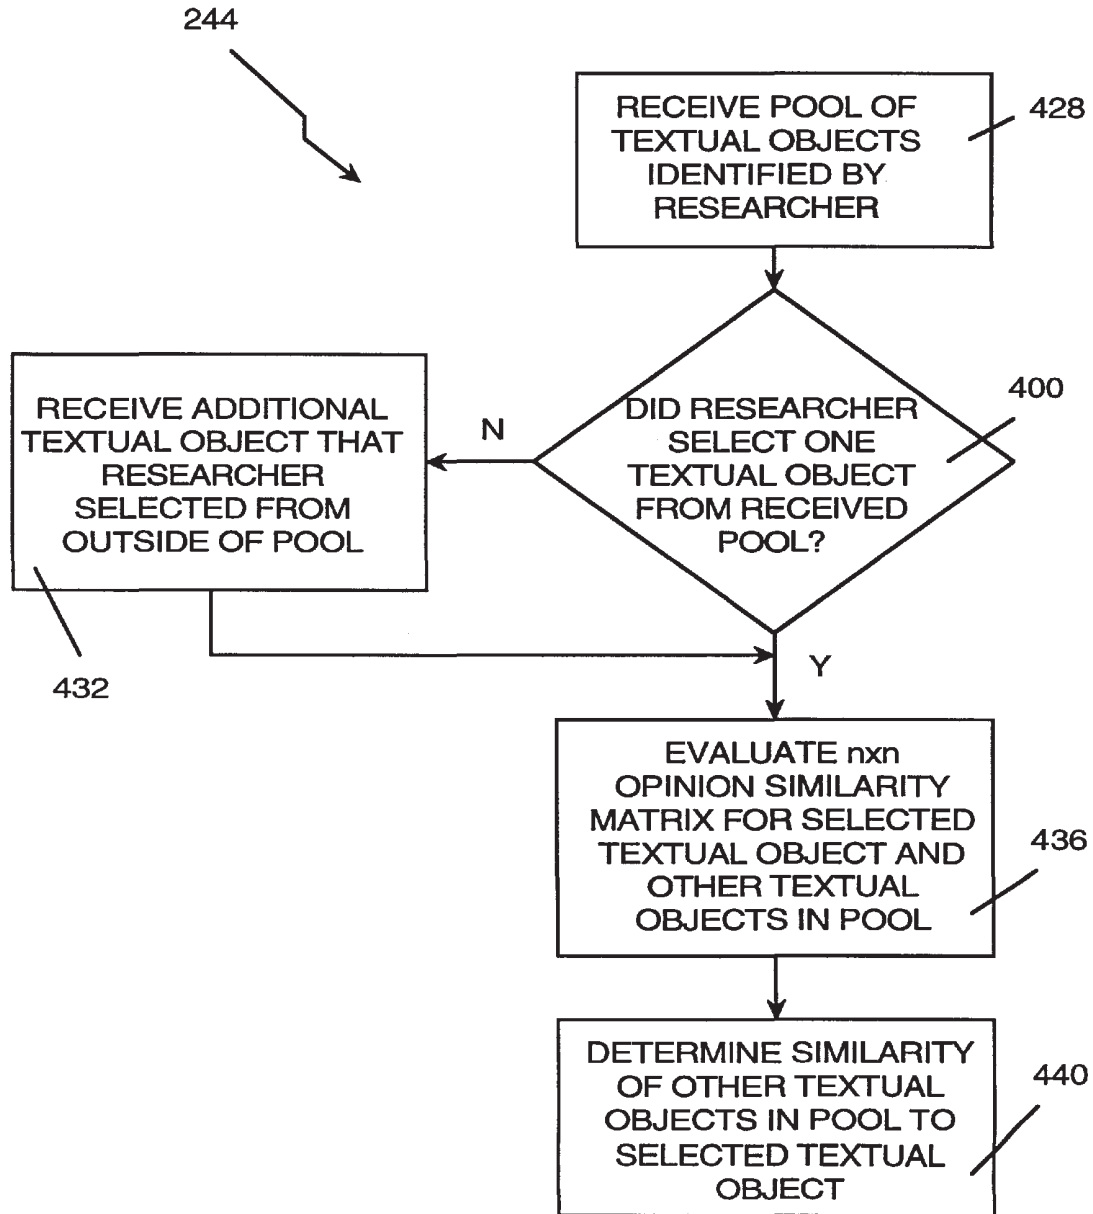 244
RECEIVE POOL OF
TEXTUAL OBJECTS
IDENTIFIED BY
RESEARCHER
428
DID RESEARCHER
SELECT ONE
TEXTUAL OBJECT
FROM RECEIVED
POOL?
400
N
RECEIVE ADDITIONAL
TEXTUAL OBJECT THAT
RESEARCHER
SELECTED FROM
OUTSIDE OF POOL
432
Y
EVALUATE nxn
OPINION SIMILARITY
MATRIX FOR SELECTED
TEXTUAL OBJECT AND
OTHER TEXTUAL
OBJECTS IN POOL
436
DETERMINE SIMILARITY
OF OTHER TEXTUAL
OBJECTS IN POOL TO
SELECTED TEXTUAL
OBJECT
440